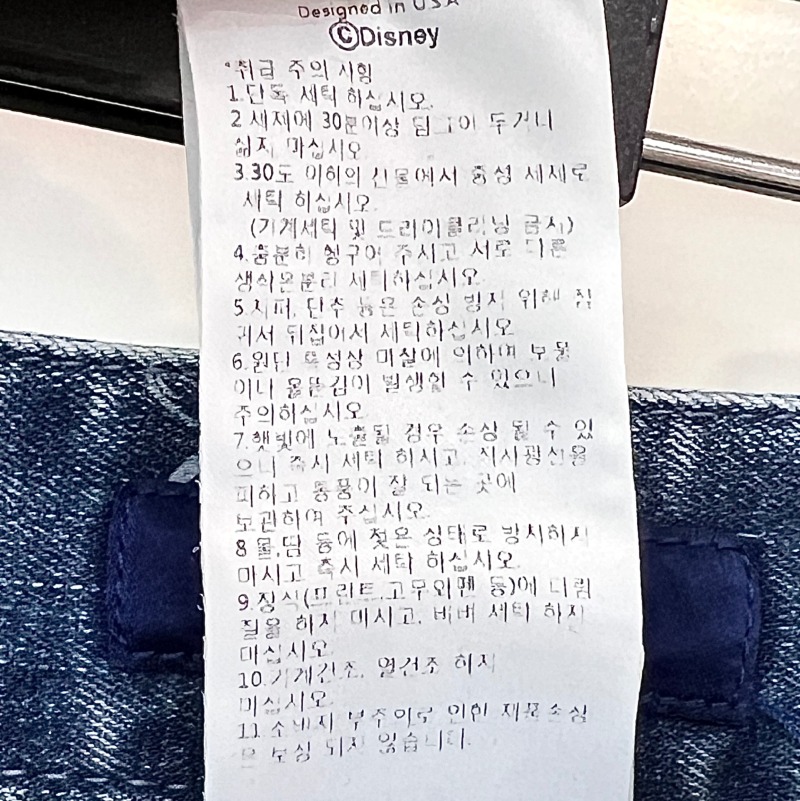 Designed in USA
©Disney
*취급 주의 사항
1.단독 세탁 하십시오.
2.세제에 30분이상 담그어 두거나
삶지 마십시오
3.30도 이하의 산물에서 중성 세제로
세탁 하십시오.
(기계세탁 및 드라이클리닝 금지)
4.충분히 헹구어 주시고 서로 다른
생식은분리 세탁하십시오.
5.지퍼, 단추 등은 손상 방지 위해 잠
궈서 뒤집어서 세탁하십시오
6.원단 특성상 마찰에 의하여 보풀
이나 올뜯김이 발생할 수 있으니
주의하십시오
7.햇빛에 노출될 경우 손상 될 수 있
으니 즉시 세탁 하시고, 직사광선을
피하고 통풍이 잘 되는 곳에
보관하여 주십시오.
8.물,땀 등에 젖은 상태로 방치하지
마시고 즉시 세탁 하십시오.
9.장식(프린트,고무와펜 등)에 다림
질을 하지 마시고, 비벼 세탁 하지
마십시오.
10.기계건조, 열건조 하지
마십시오
11.소비자 부주의로 인한 제품손상
은 보상 되지 않습니다.